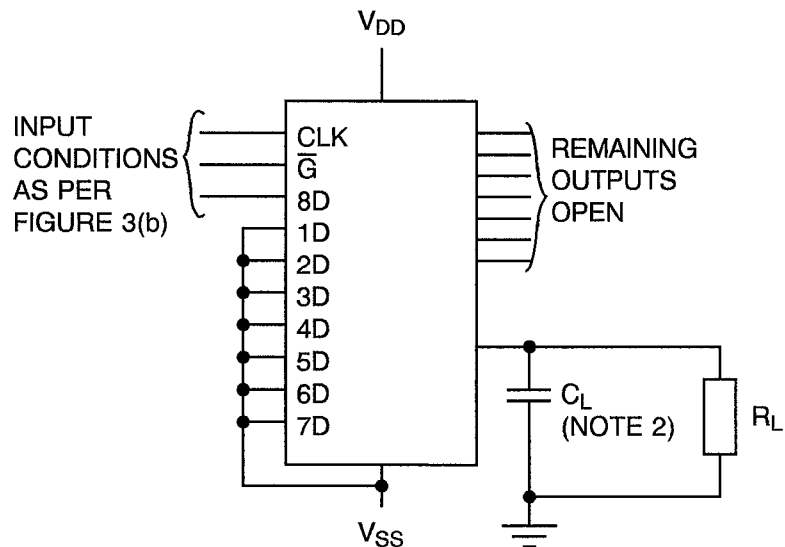 V_DD
INPUT
CONDITIONS
AS PER
FIGURE 3(b)
CLK
G̅
8D
1D
2D
3D
4D
5D
6D
7D
REMAINING
OUTPUTS
OPEN
C_L
(NOTE 2)
R_L
V_SS